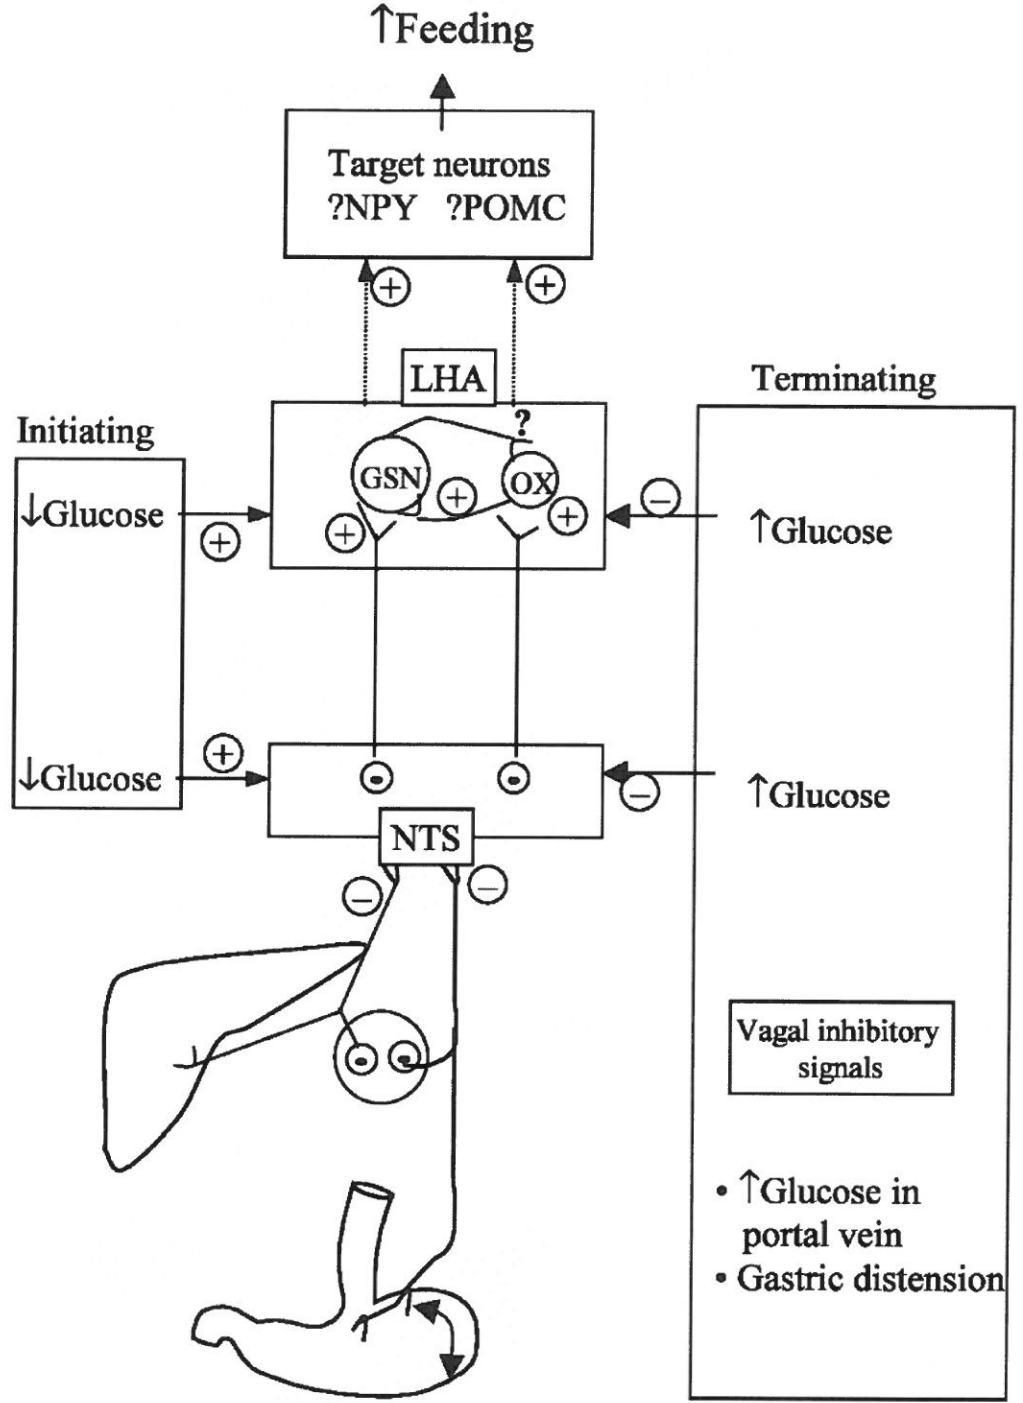 ↑Feeding
Target neurons
?NPY ?POMC
+ +
LHA
Terminating
Initiating
?
GSN
OX
↓Glucose
+
+
+
+
−
↑Glucose
+
↓Glucose
−
↑Glucose
NTS
− −
Vagal inhibitory
signals
• ↑Glucose in
portal vein
• Gastric distension